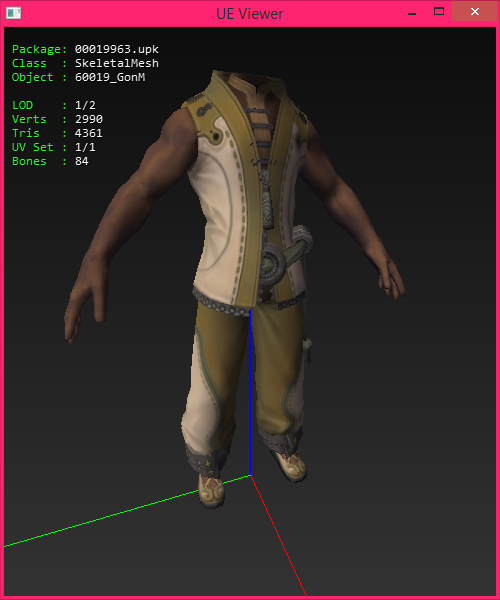 UE Viewer
Package: 00019963.upk
Class : SkeletalMesh
Object : 60019_GonM
LOD : 1/2
Verts : 2990
Tris : 4361
UV Set : 1/1
Bones : 84